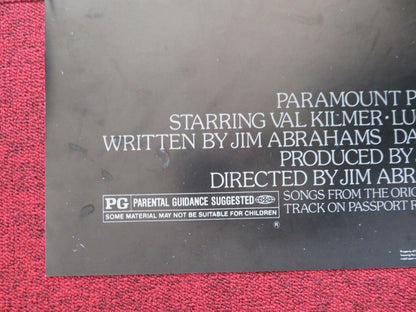 PARAMOUNT P
STARRING VAL KILMER · LU
WRITTEN BY JIM ABRAHAMS DA
PRODUCED BY
DIRECTED BY JIM ABRA
PG PARENTAL GUIDANCE SUGGESTED
SOME MATERIAL MAY NOT BE SUITABLE FOR CHILDREN
®
SONGS FROM THE ORIG
TRACK ON PASSPORT R